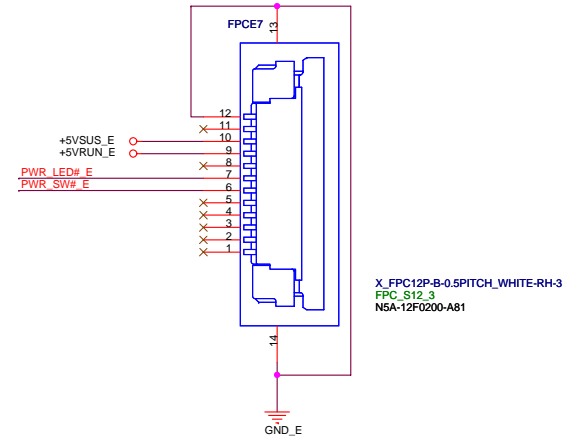 FPCE7
13
12
11
+5VSUS_E 10
+5VRUN_E 9
8
PWR_LED#_E 7
PWR_SW#_E 6
5
4
3
2
1
X_FPC12P-B-0.5PITCH_WHITE-RH-3
FPC_S12_3
N5A-12F0200-A81
14
GND_E